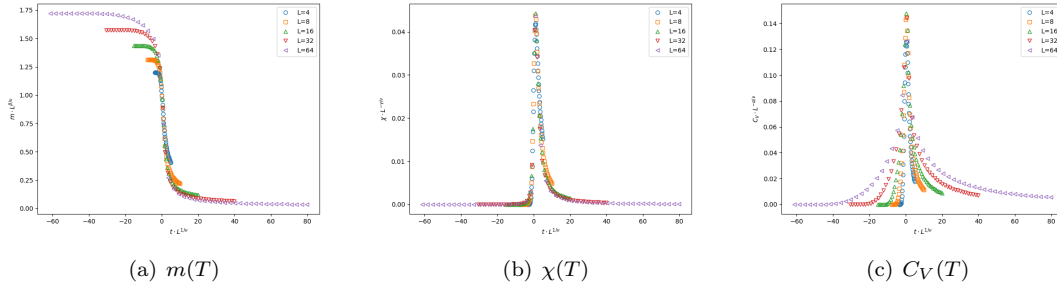 1.75
1.50
1.25
1.00
0.75
0.50
0.25
0.00
m · L^{β/ν}
−60 −40 −20 0 20 40 60 80
t · L^{1/ν}
L=4
L=8
L=16
L=32
L=64
(a) m(T)
0.04
0.03
0.02
0.01
0.00
χ · L^{−γ/ν}
−60 −40 −20 0 20 40 60 80
t · L^{1/ν}
L=4
L=8
L=16
L=32
L=64
(b) χ(T)
0.14
0.12
0.10
0.08
0.06
0.04
0.02
0.00
C_V · L^{−α/ν}
−60 −40 −20 0 20 40 60 80
t · L^{1/ν}
L=4
L=8
L=16
L=32
L=64
(c) C_V(T)